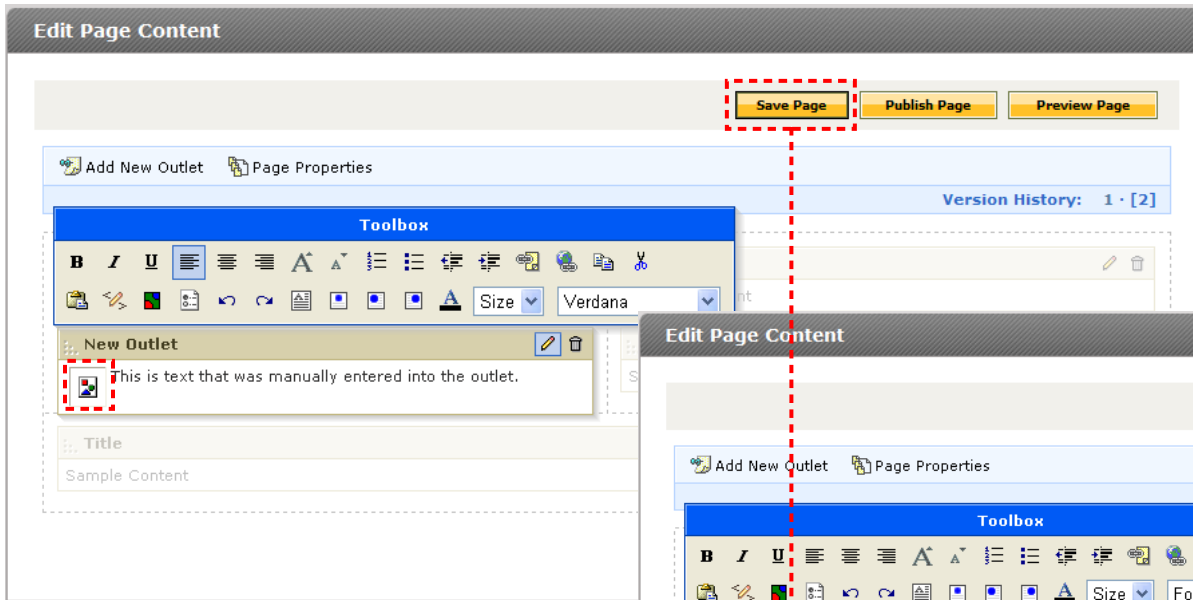 Edit Page Content
Save Page Publish Page Preview Page
Add New Outlet Page Properties
Version History: 1 · [2]
Toolbox
B I U
A Size Verdana
New Outlet
This is text that was manually entered into the outlet.
Title
Sample Content
Edit Page Content
Add New Outlet Page Properties
Toolbox
B I U
A Size Fo